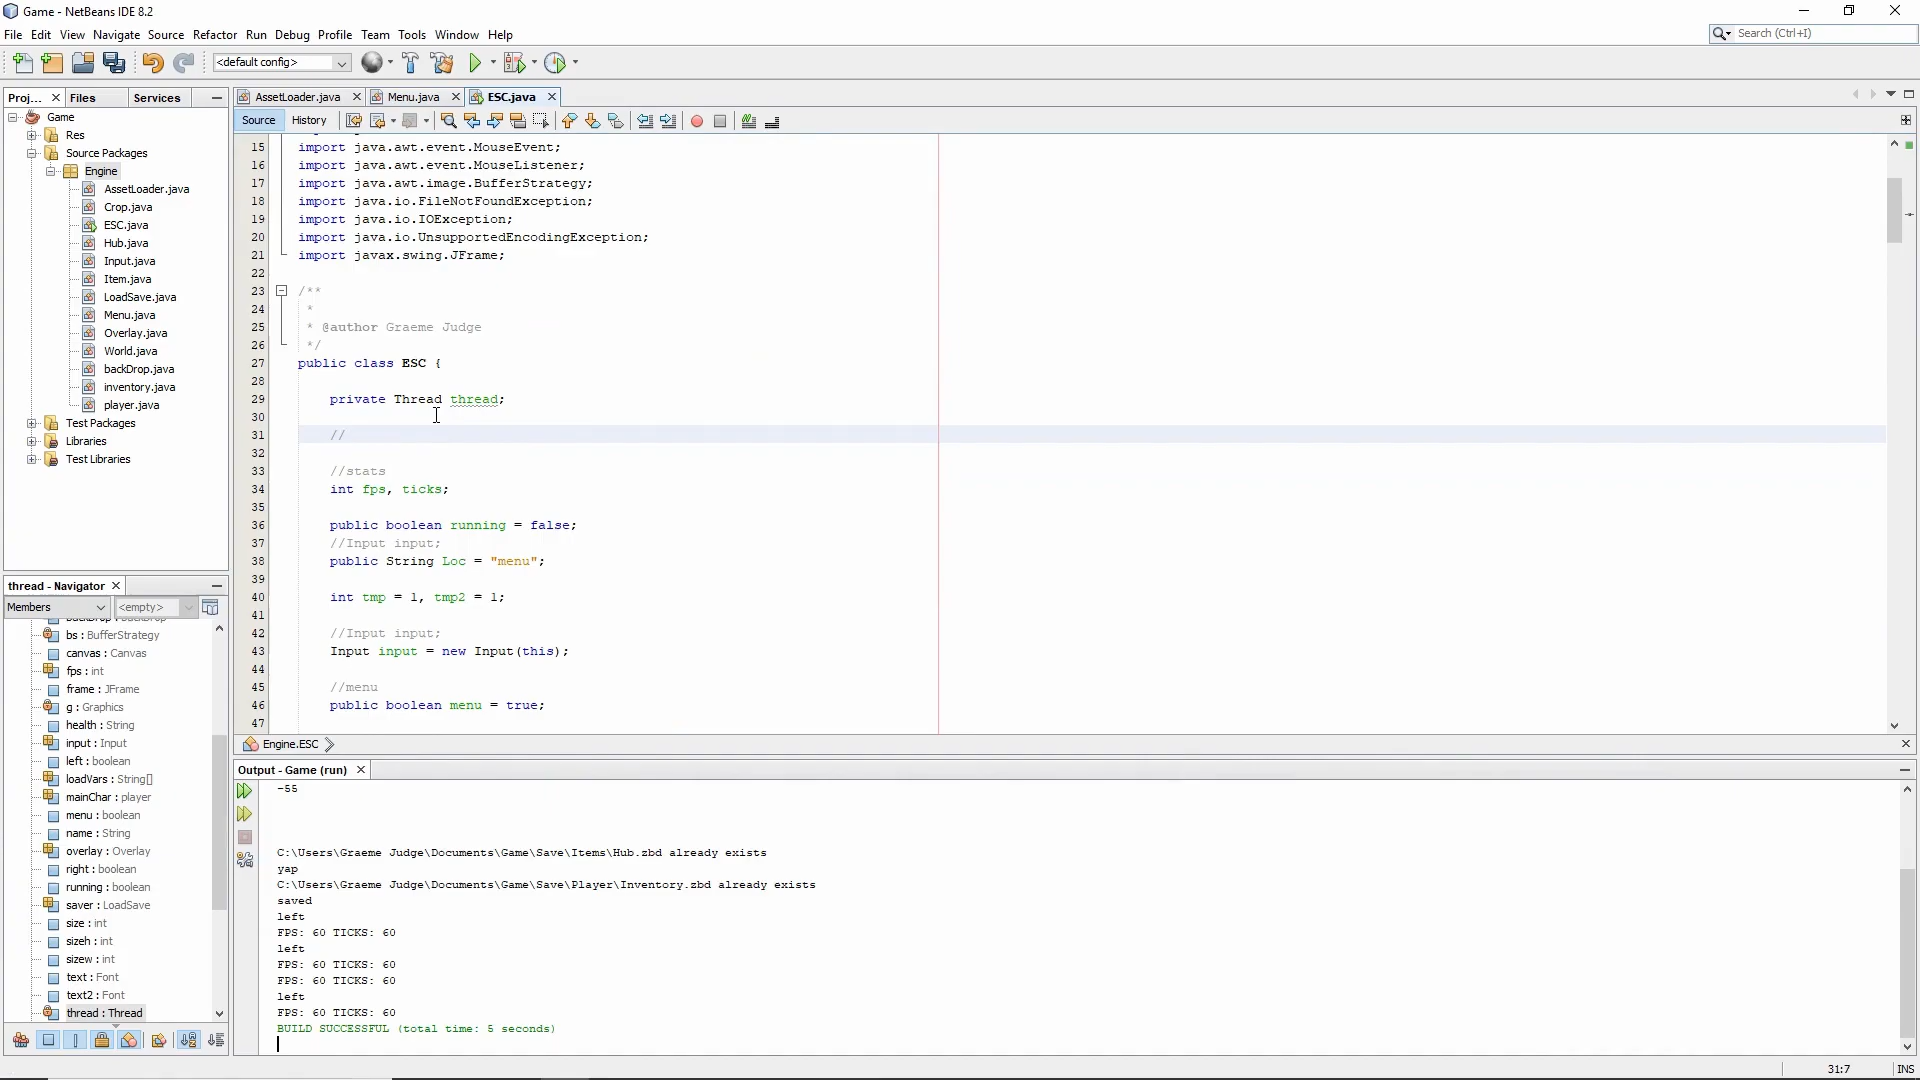 Game - NetBeans IDE 8.2
File Edit View Navigate Source Refactor Run Debug Profile Team Tools Window Help
Search (Ctrl+I)
<default config>
Proj... Files Services
Game
Res
Source Packages
Engine
AssetLoader.java
Crop.java
ESC.java
Hub.java
Input.java
Item.java
LoadSave.java
Menu.java
Overlay.java
World.java
backDrop.java
inventory.java
player.java
Test Packages
Libraries
Test Libraries
thread - Navigator
Members <empty>
backDrop : BackDrop
bs : BufferStrategy
canvas : Canvas
fps : int
frame : JFrame
g : Graphics
health : String
input : Input
left : boolean
loadVars : String[]
mainChar : player
menu : boolean
name : String
overlay : Overlay
right : boolean
running : boolean
saver : LoadSave
size : int
sizeh : int
sizew : int
text : Font
text2 : Font
thread : Thread
AssetLoader.java Menu.java ESC.java
Source History
15 import java.awt.event.MouseEvent;
16 import java.awt.event.MouseListener;
17 import java.awt.image.BufferStrategy;
18 import java.io.FileNotFoundException;
19 import java.io.IOException;
20 import java.io.UnsupportedEncodingException;
21 import javax.swing.JFrame;
22
23 /**
24 *
25 * @author Graeme Judge
26 */
27 public class ESC {
28
29 private Thread thread;
30
31 //
32
33 //stats
34 int fps, ticks;
35
36 public boolean running = false;
37 //Input input;
38 public String Loc = "menu";
39
40 int tmp = 1, tmp2 = 1;
41
42 //Input input;
43 Input input = new Input(this);
44
45 //menu
46 public boolean menu = true;
47
Engine.ESC
Output - Game (run)
-55
C:\Users\Graeme Judge\Documents\Game\Save\Items\Hub.zbd already exists
yap
C:\Users\Graeme Judge\Documents\Game\Save\Player\Inventory.zbd already exists
saved
left
FPS: 60 TICKS: 60
left
FPS: 60 TICKS: 60
FPS: 60 TICKS: 60
left
FPS: 60 TICKS: 60
BUILD SUCCESSFUL (total time: 5 seconds)
31:7 INS